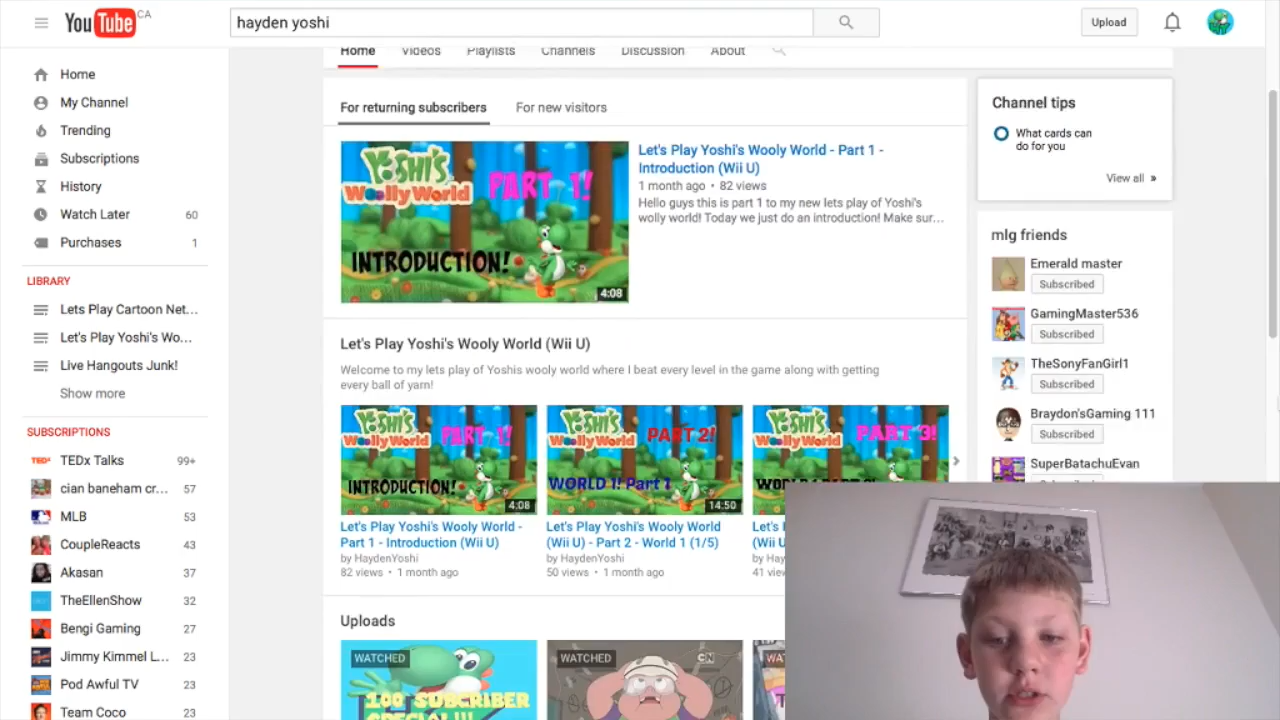 YouTube CA
hayden yoshi
Upload
Home Videos Playlists Channels Discussion About
Home
My Channel
Trending
Subscriptions
History
Watch Later 60
Purchases 1
LIBRARY
Lets Play Cartoon Net...
Let's Play Yoshi's Wo...
Live Hangouts Junk!
Show more
SUBSCRIPTIONS
TEDx Talks 99+
cian baneham cr... 57
MLB 53
CoupleReacts 43
Akasan 37
TheEllenShow 32
Bengi Gaming 27
Jimmy Kimmel L... 23
Pod Awful TV 23
Team Coco 23
For returning subscribers For new visitors
YOSHI'S
Woolly World
PART 1!
INTRODUCTION!
4:08
Let's Play Yoshi's Wooly World - Part 1 -
Introduction (Wii U)
1 month ago • 82 views
Hello guys this is part 1 to my new lets play of Yoshi's
wolly world! Today we just do an introduction! Make sur...
Let's Play Yoshi's Wooly World (Wii U)
Welcome to my lets play of Yoshis wooly world where I beat every level in the game along with getting
every ball of yarn!
YOSHI'S
Woolly World
PART 1!
INTRODUCTION!
4:08
Let's Play Yoshi's Wooly World -
Part 1 - Introduction (Wii U)
by HaydenYoshi
82 views • 1 month ago
YOSHI'S
Woolly World
PART 2!
WORLD 1! Part 1
14:50
Let's Play Yoshi's Wooly World
(Wii U) - Part 2 - World 1 (1/5)
by HaydenYoshi
50 views • 1 month ago
YOSHI'S
Woolly World
PART 3!
Let's
(Wii U
by Hay
41 view
Uploads
WATCHED
100 SUBSCRIBER
SPECIAL!!!
WATCHED
CN
WA
Channel tips
What cards can
do for you
View all »
mlg friends
Emerald master
Subscribed
GamingMaster536
Subscribed
TheSonyFanGirl1
Subscribed
Braydon'sGaming 111
Subscribed
SuperBatachuEvan